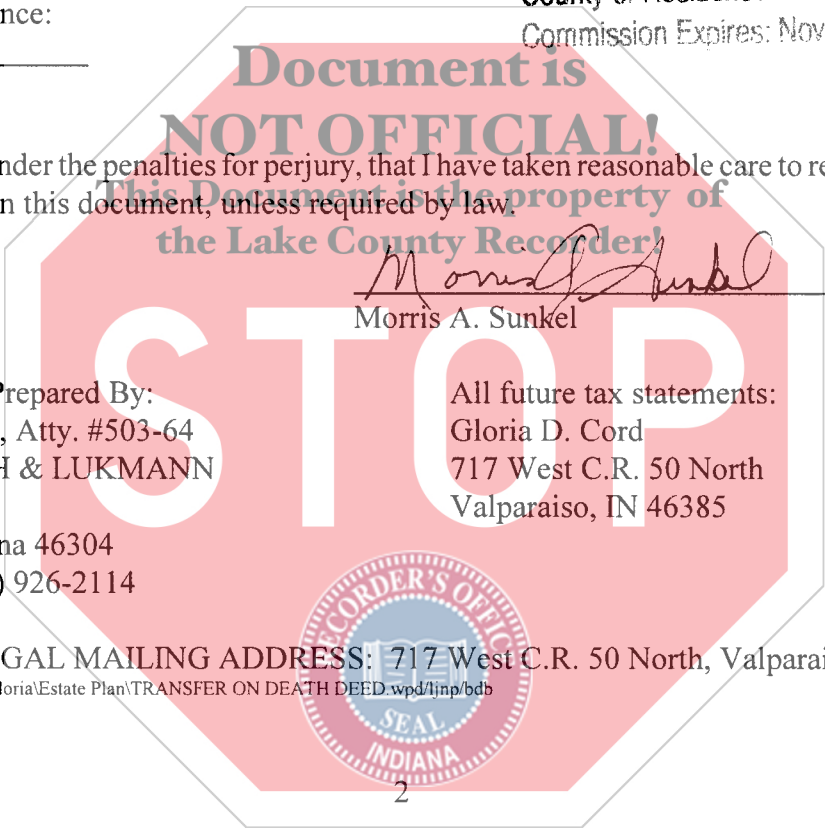 nce:
Commission Expires: Nov
Document is
NOT OFFICIAL!
nder the penalties for perjury, that I have taken reasonable care to re
This Document is the property of
n this document, unless required by law.
the Lake County Recorder!
Morris A. Sunkel
Morris A. Sunkel
STOP
Prepared By:
All future tax statements:
, Atty. #503-64
Gloria D. Cord
H & LUKMANN
717 West C.R. 50 North
Valparaiso, IN 46385
na 46304
) 926-2114
RECORDER'S OFFICE
GAL MAILING ADDRESS: 717 West C.R. 50 North, Valparai
loria\Estate Plan\TRANSFER ON DEATH DEED.wpd/ljnp/bdb
SEAL
INDIANA
2